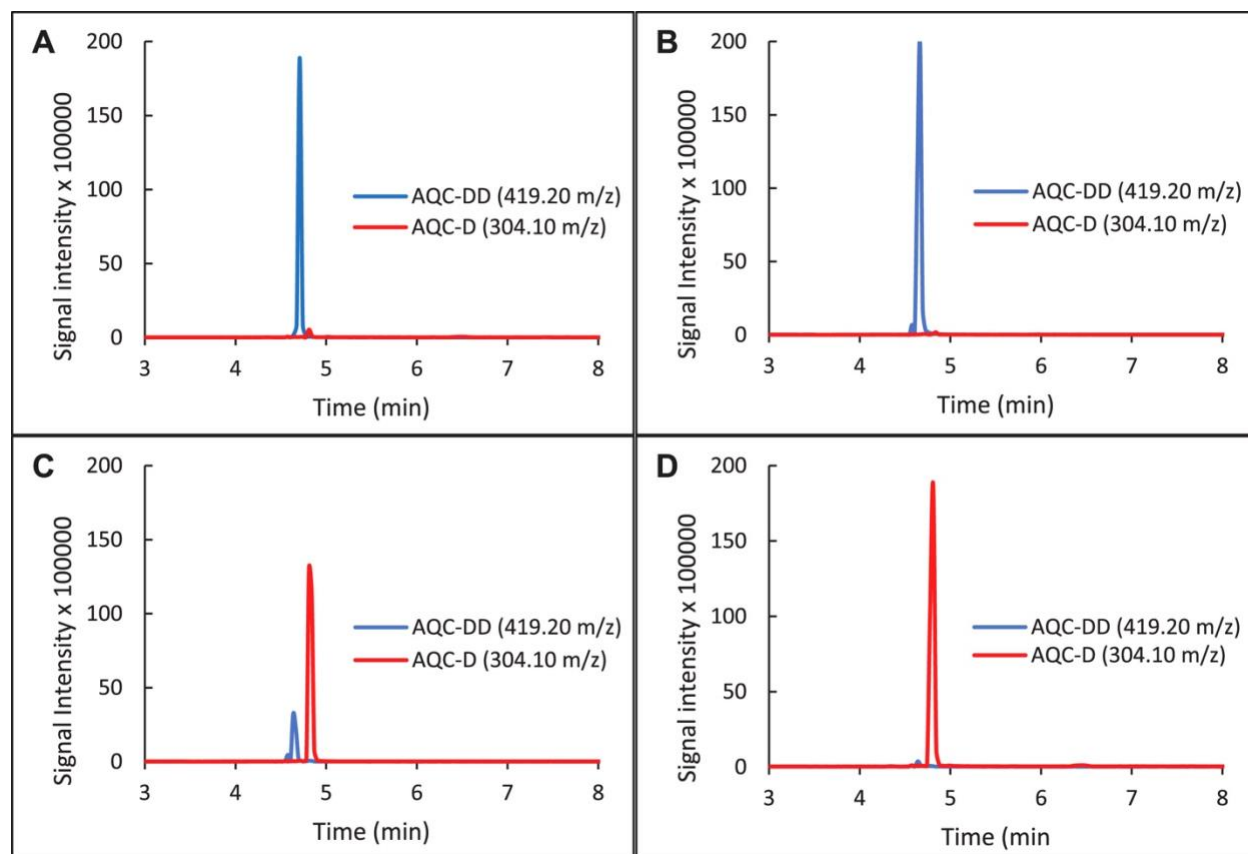 A
Signal intensity x 100000
200
150
100
50
0
AQC-DD (419.20 m/z)
AQC-D (304.10 m/z)
3 4 5 6 7 8
Time (min)
B
Signal Intensity x 100000
200
150
100
50
0
AQC-DD (419.20 m/z)
AQC-D (304.10 m/z)
3 4 5 6 7 8
Time (min)
C
Signal Intensity x 100000
200
150
100
50
0
AQC-DD (419.20 m/z)
AQC-D (304.10 m/z)
3 4 5 6 7 8
Time (min)
D
Signal intensity x 100000
200
150
100
50
0
AQC-DD (419.20 m/z)
AQC-D (304.10 m/z)
3 4 5 6 7 8
Time (min